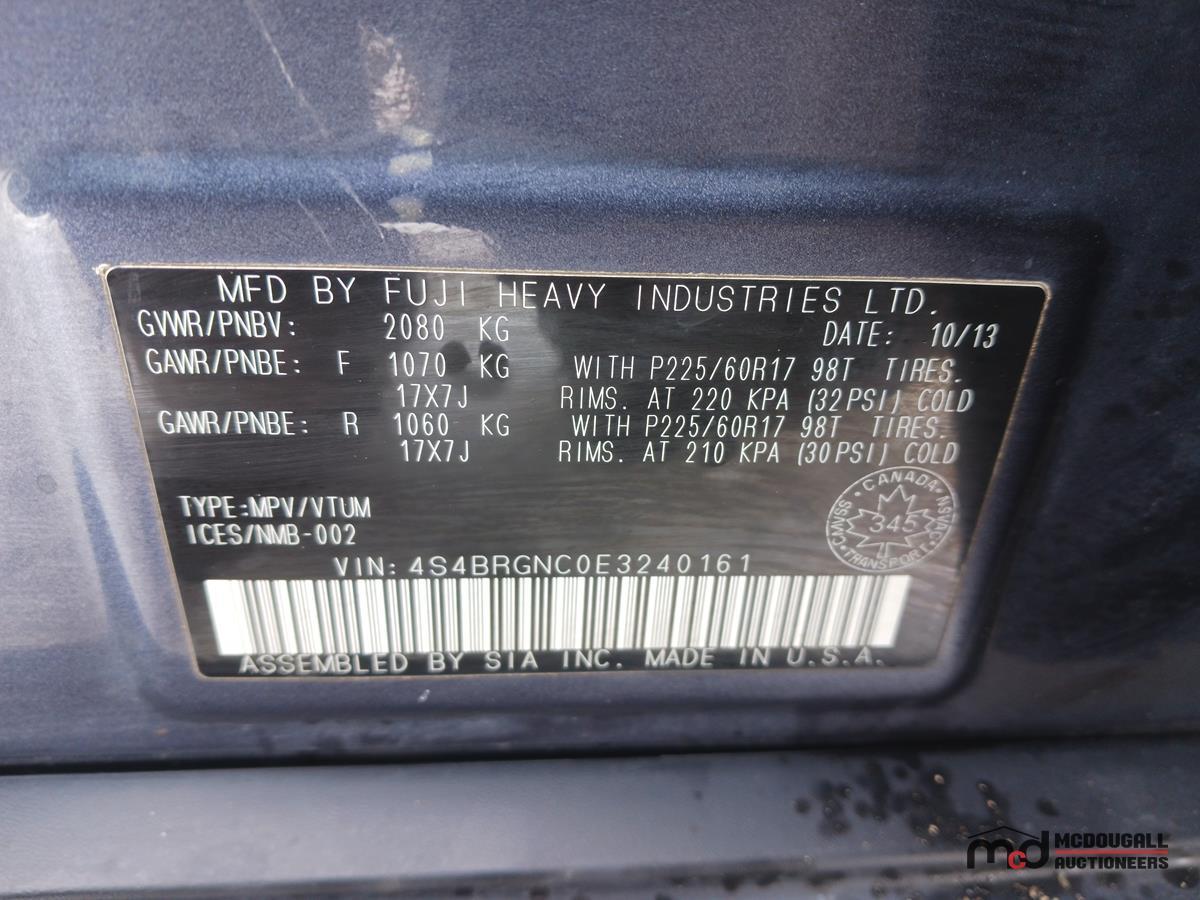 MFD BY FUJI HEAVY INDUSTRIES LTD.
GVWR/PNBV: 2080 KG DATE: 10/13
GAWR/PNBE: F 1070 KG WITH P225/60R17 98T TIRES.
17X7J RIMS. AT 220 KPA (32PSI) COLD
GAWR/PNBE: R 1060 KG WITH P225/60R17 98T TIRES.
17X7J RIMS. AT 210 KPA (30PSI) COLD
TYPE:MPV/VTUM
ICES/NMB-002
CANADA
CMVSS 345 NSVAC
TRANSPORT
VIN: 4S4BRGNC0E3240161
ASSEMBLED BY SIA INC. MADE IN U.S.A.
mcd MCDOUGALL
AUCTIONEERS